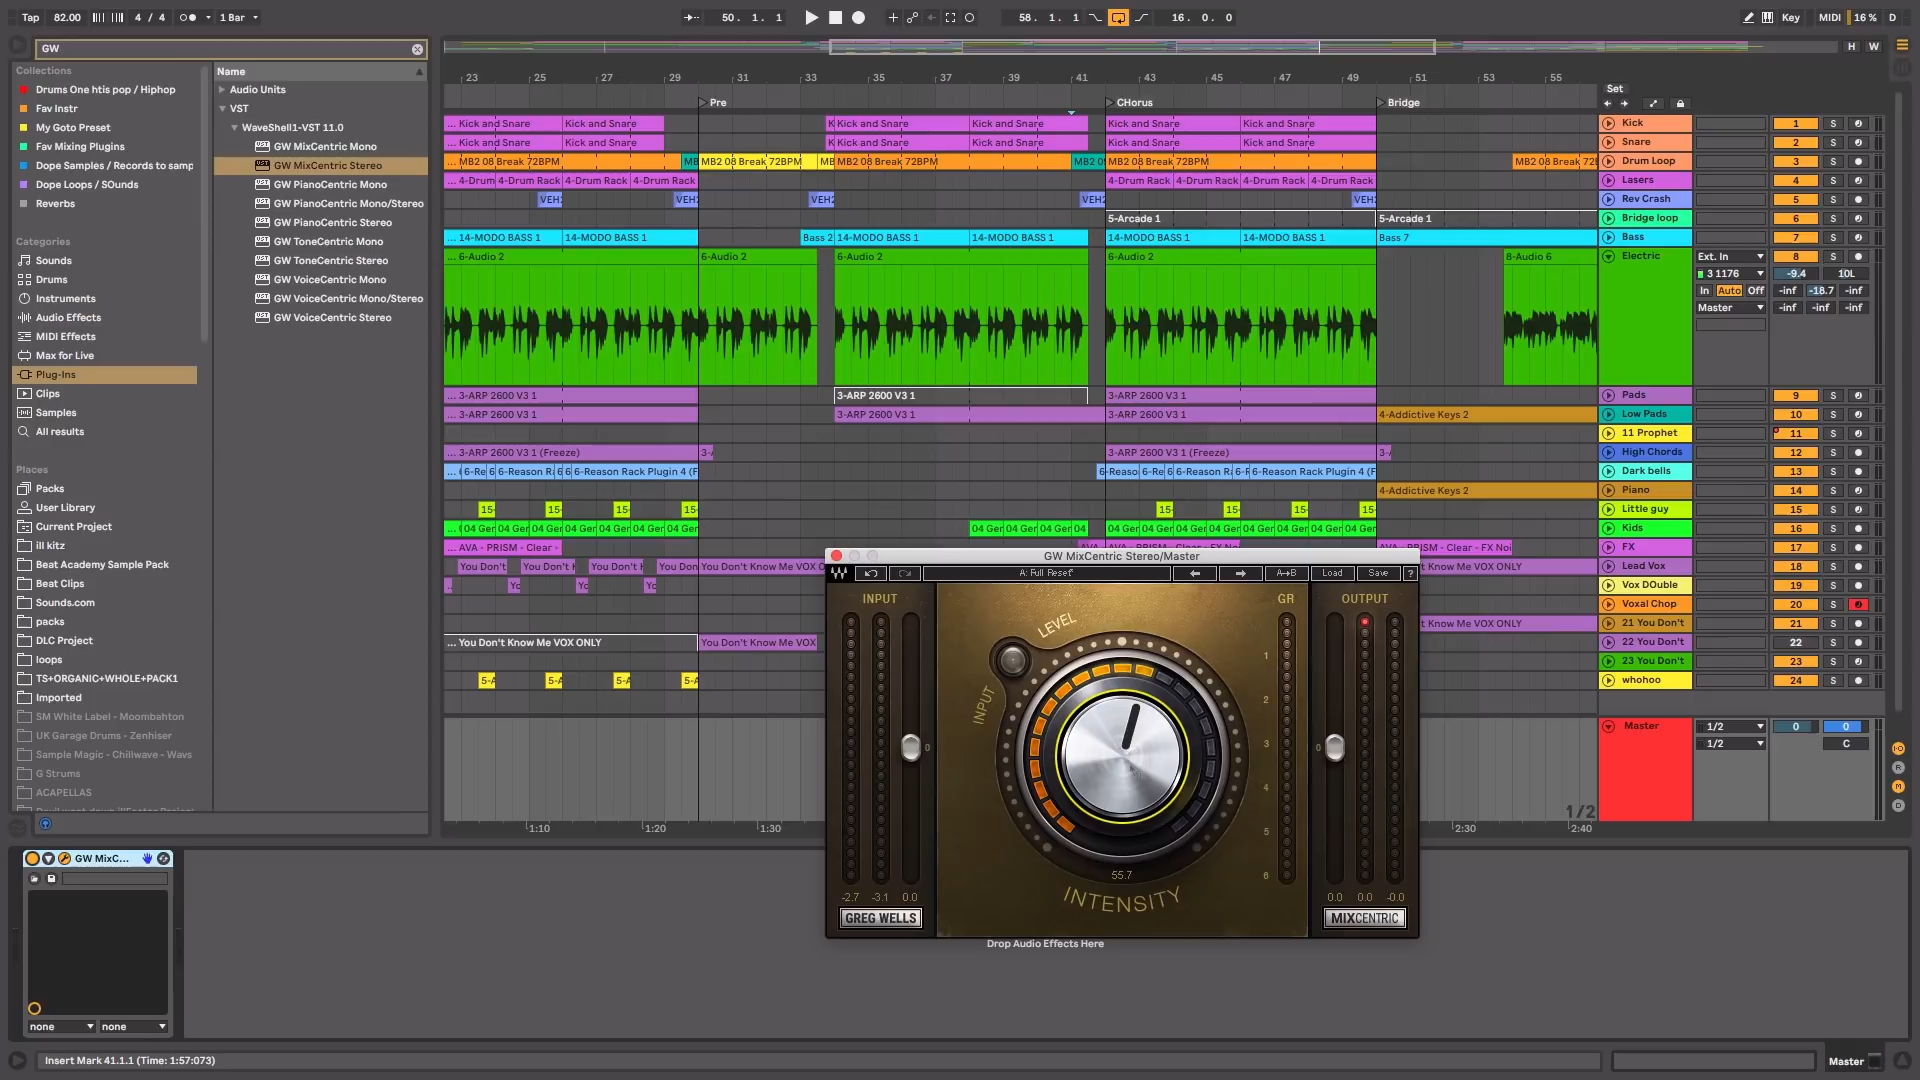 Tap 82.00 4 / 4 1 Bar 50. 1. 1 58. 1. 1 16. 0. 0 Key MIDI 16 % D
GW
H W
Collections
Drums One htis pop / Hiphop
Fav Instr
My Goto Preset
Fav Mixing Plugins
Dope Samples / Records to samp
Dope Loops / SOunds
Reverbs
Categories
Sounds
Drums
Instruments
Audio Effects
MIDI Effects
Max for Live
Plug-Ins
Clips
Samples
All results
Places
Packs
User Library
Current Project
ill kitz
Beat Academy Sample Pack
Beat Clips
Sounds.com
packs
DLC Project
loops
TS+ORGANIC+WHOLE+PACK1
Imported
SM White Label - Moombahton
UK Garage Drums - Zenhiser
Sample Magic - Chillwave - Wavs
G Strums
ACAPELLAS
Name
Audio Units
VST
WaveShell1-VST 11.0
GW MixCentric Mono
GW MixCentric Stereo
GW PianoCentric Mono
GW PianoCentric Mono/Stereo
GW PianoCentric Stereo
GW ToneCentric Mono
GW ToneCentric Stereo
GW VoiceCentric Mono
GW VoiceCentric Mono/Stereo
GW VoiceCentric Stereo
23 25 27 29 31 33 35 37 39 41 43 45 47 49 51 53 55
Pre CHorus Bridge
Set
... Kick and Snare Kick and Snare K Kick and Snare Kick and Snare Kick and Snare Kick and Snare Kick 1 S
... Kick and Snare Kick and Snare Kick and Snare Kick and Snare Kick and Snare Kick and Snare Snare 2 S
... MB2 08 Break 72BPM MB MB2 08 Break 72BPM MB MB2 08 Break 72BPM MB2 0 MB2 08 Break 72BPM MB2 08 Break 72B Drum Loop 3 S
... 4-Drum 4-Drum Rack 4-Drum Rack 4-Drum Rack 4-Drum Rack 4-Drum Rack 4-Drum Rack 4-Drum Rack Lasers 4 S
VEH2 VEH2 VEH2 VEH2 VEH2 Rev Crash 5 S
5-Arcade 1 5-Arcade 1 Bridge loop 6 S
... 14-MODO BASS 1 14-MODO BASS 1 Bass 2 14-MODO BASS 1 14-MODO BASS 1 14-MODO BASS 1 14-MODO BASS 1 Bass 7 Bass 7 S
... 6-Audio 2 6-Audio 2 6-Audio 2 6-Audio 2 8-Audio 6 Electric Ext. In 8 S
3 1176 -9.4 10L
In Auto Off -inf -18.7 -inf
Master -inf -inf -inf
... 3-ARP 2600 V3 1 3-ARP 2600 V3 1 3-ARP 2600 V3 1 Pads 9 S
... 3-ARP 2600 V3 1 3-ARP 2600 V3 1 3-ARP 2600 V3 1 4-Addictive Keys 2 Low Pads 10 S
11 Prophet 11 S
... 3-ARP 2600 V3 1 (Freeze) 3-A 3-ARP 2600 V3 1 (Freeze) 3-A High Chords 12 S
... 6-Re 6 6-Reason Ra 6 6 6-Reason Rack Plugin 4 (F 6-Reaso 6-Re 6 6-Reason Ra 6-R 6-Reason Rack Plugin 4 (F Dark bells 13 S
4-Addictive Keys 2 Piano 14 S
15- 15- 15- 15- 15- 15- 15- 15- Little guy 15 S
04 Ger 04 Ger 04 Ger 04 Ger 04 Ger 04 Ger 04 Ger 04 Ger 04 Ger 04 Ger 04 Ger Kids 16 S
... AVA - PRISM - Clear - AVA - PRISM - Clear - FX Noi AVA - PRISM - Clear - FX Noi FX 17 S
You Don't You Don't You Don't You Don You Don't Know Me VOX O t Know Me VOX ONLY Lead Vox 18 S
Yo Yo Yo Vox DOuble 19 S
Voxal Chop 20 S
t Know Me VOX ONLY 21 You Don't 21 S
... You Don't Know Me VOX ONLY You Don't Know Me VOX 22 You Don't 22 S
23 You Don't 23 S
5-A 5-A 5-A 5-A whohoo 24 S
Master 1/2 0 0
1/2 C
1/2
1:10 1:20 1:30 2:30 2:40
GW MixCentric Stereo/Master
A: Full Reset* A→B Load Save ?
INPUT
LEVEL
INPUT
GR
OUTPUT
1
2
3
4
5
6
0
0
55.7
INTENSITY
-2.7 -3.1 0.0
0.0 0.0 -0.0
GREG WELLS
MIXCENTRIC
Drop Audio Effects Here
GW MixC...
none none
Insert Mark 41.1.1 (Time: 1:57:073)
Master